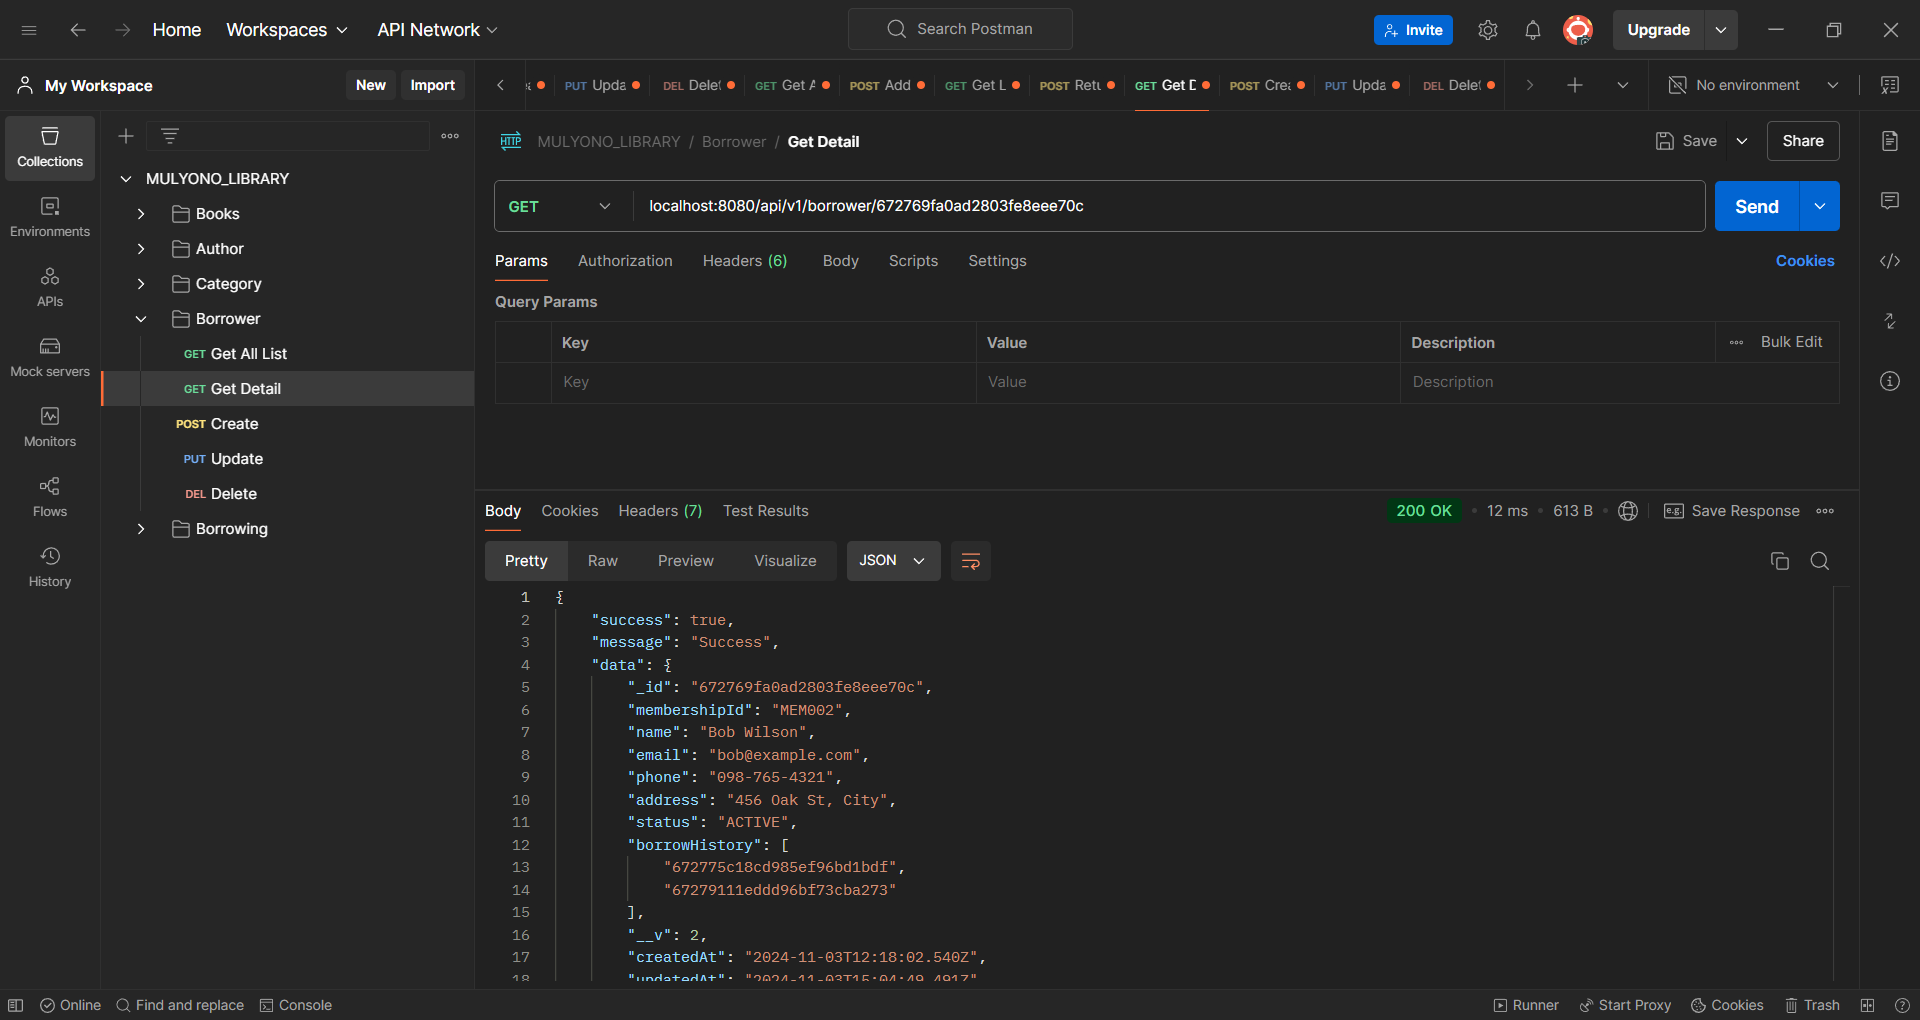 Home
Workspaces
API Network
Search Postman
Invite
Upgrade
My Workspace
New
Import
PUT Upda
DEL Delet
GET Get A
POST Add
GET Get L
POST Retu
GET Get D
POST Crea
PUT Upda
DEL Delet
No environment
Collections
Environments
APIs
Mock servers
Monitors
Flows
History
MULYONO_LIBRARY
Books
Author
Category
Borrower
GET Get All List
GET Get Detail
POST Create
PUT Update
DEL Delete
Borrowing
HTTP MULYONO_LIBRARY / Borrower / Get Detail
Save
Share
GET
localhost:8080/api/v1/borrower/672769fa0ad2803fe8eee70c
Send
Params
Authorization
Headers (6)
Body
Scripts
Settings
Cookies
Query Params
Key
Value
Description
Bulk Edit
Key
Value
Description
Body
Cookies
Headers (7)
Test Results
200 OK
12 ms
613 B
e.g. Save Response
Pretty
Raw
Preview
Visualize
JSON
1 {
2 "success": true,
3 "message": "Success",
4 "data": {
5 "_id": "672769fa0ad2803fe8eee70c",
6 "membershipId": "MEM002",
7 "name": "Bob Wilson",
8 "email": "bob@example.com",
9 "phone": "098-765-4321",
10 "address": "456 Oak St, City",
11 "status": "ACTIVE",
12 "borrowHistory": [
13 "672775c18cd985ef96bd1bdf",
14 "67279111eddd96bf73cba273"
15 ],
16 "__v": 2,
17 "createdAt": "2024-11-03T12:18:02.540Z",
18 "updatedAt": "2024-11-03T15:04:49.491Z"
Online
Find and replace
Console
Runner
Start Proxy
Cookies
Trash